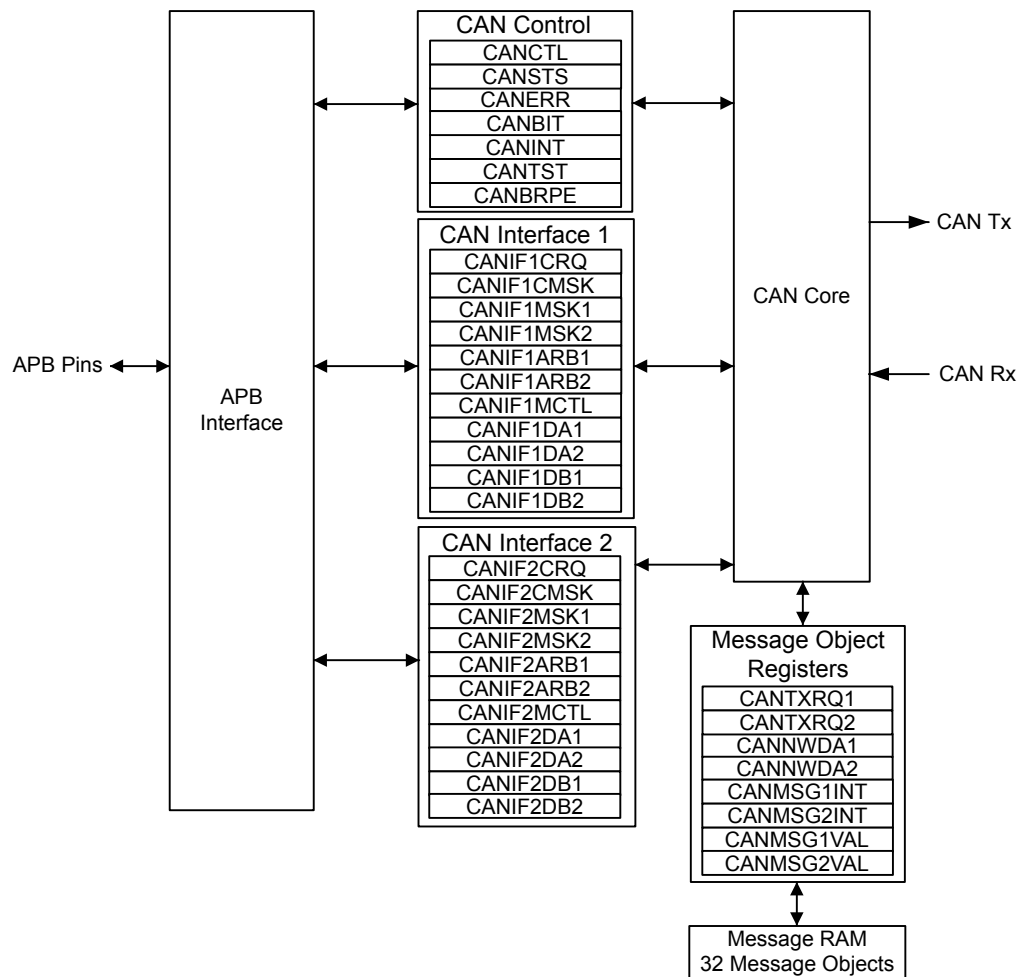 CAN Control
CANCTL
CANSTS
CANERR
CANBIT
CANINT
CANTST
CANBRPE
CAN Interface 1
CANIF1CRQ
CANIF1CMSK
CANIF1MSK1
CANIF1MSK2
CANIF1ARB1
CANIF1ARB2
CANIF1MCTL
CANIF1DA1
CANIF1DA2
CANIF1DB1
CANIF1DB2
CAN Interface 2
CANIF2CRQ
CANIF2CMSK
CANIF2MSK1
CANIF2MSK2
CANIF2ARB1
CANIF2ARB2
CANIF2MCTL
CANIF2DA1
CANIF2DA2
CANIF2DB1
CANIF2DB2
APB Pins
APB
Interface
CAN Core
CAN Tx
CAN Rx
Message Object
Registers
CANTXRQ1
CANTXRQ2
CANNWDA1
CANNWDA2
CANMSG1INT
CANMSG2INT
CANMSG1VAL
CANMSG2VAL
Message RAM
32 Message Objects